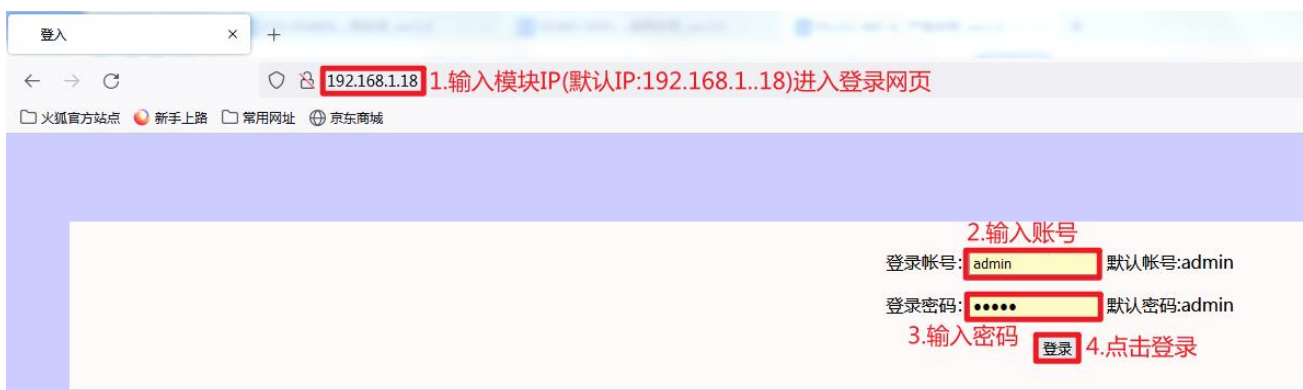 登入
192.168.1.18 1.输入模块IP(默认IP:192.168.1..18)进入登录网页
火狐官方站点 新手上路 常用网址 京东商城
2.输入账号
登录帐号: admin 默认帐号:admin
登录密码: ••••• 默认密码:admin
3.输入密码 登录 4.点击登录